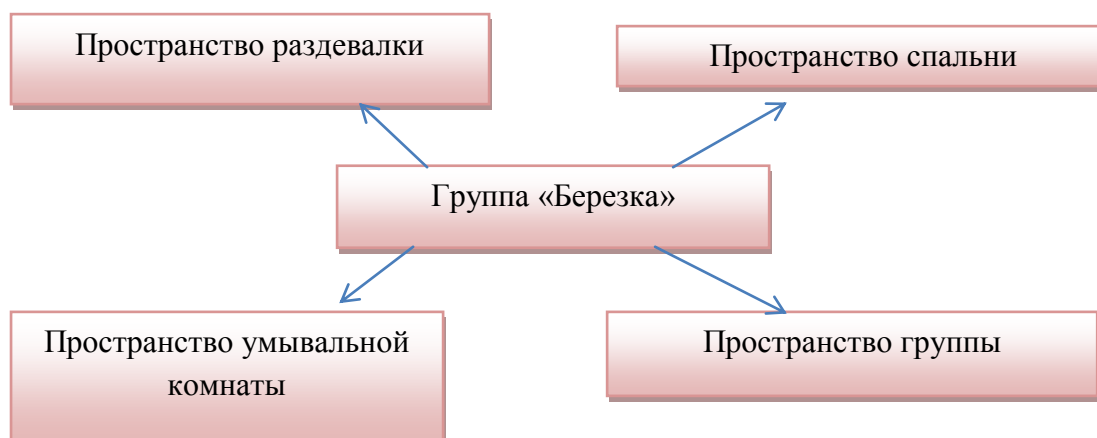 Пространство раздевалки
Пространство спальни
Группа «Березка»
Пространство умывальной
комнаты
Пространство группы